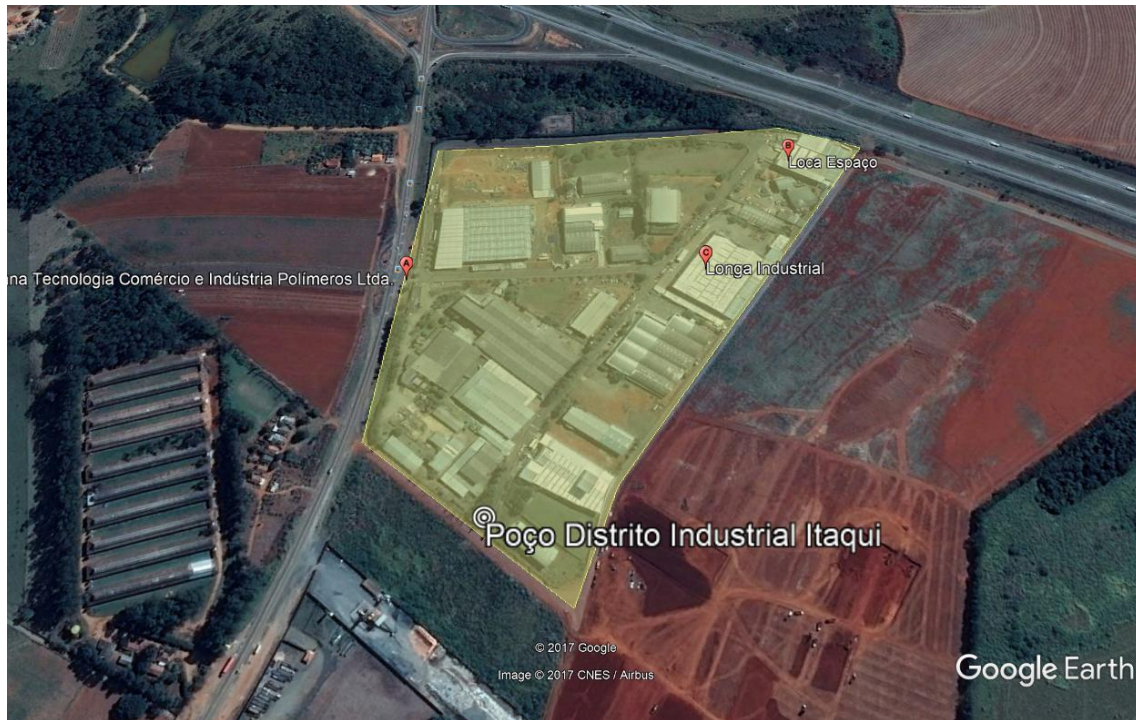 B
Loca Espaço
C
Longa Industrial
A
na Tecnologia Comércio e Indústria Polímeros Ltda..
Poço Distrito Industrial Itaqui
© 2017 Google
Image © 2017 CNES / Airbus
Google Earth